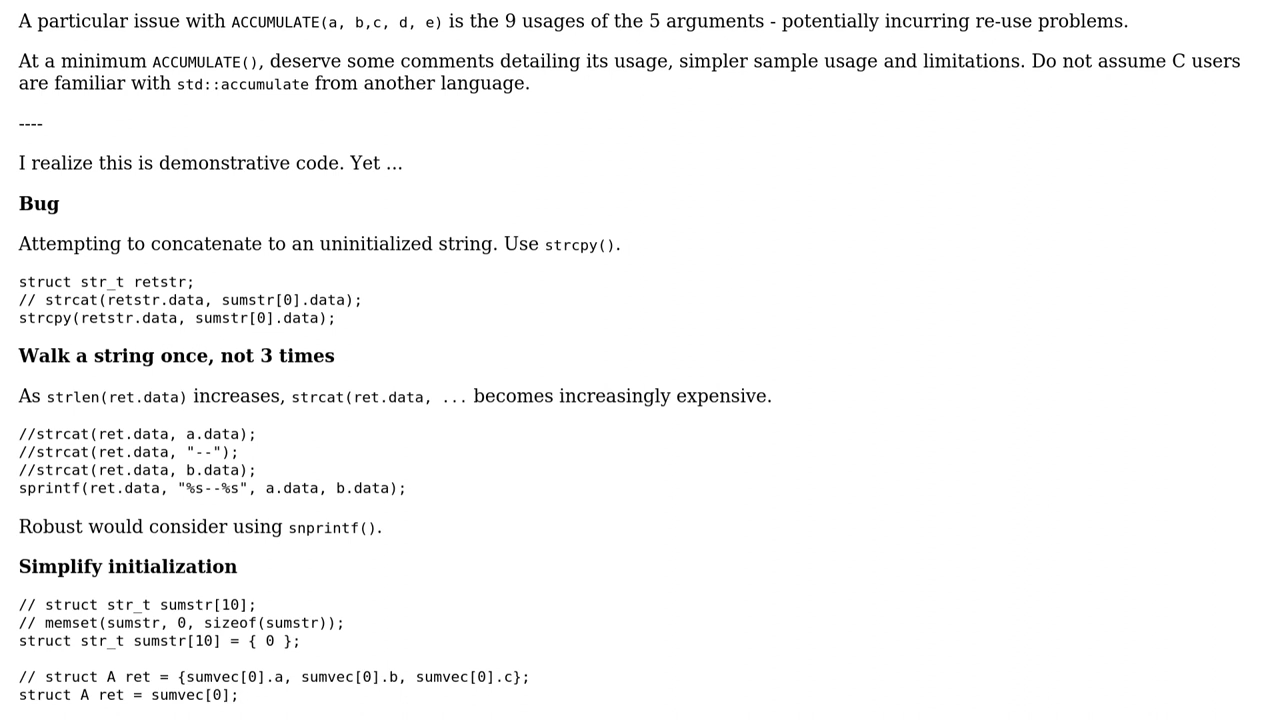 A particular issue with ACCUMULATE(a, b,c, d, e) is the 9 usages of the 5 arguments - potentially incurring re-use problems.
At a minimum ACCUMULATE(), deserve some comments detailing its usage, simpler sample usage and limitations. Do not assume C users
are familiar with std::accumulate from another language.
----
I realize this is demonstrative code. Yet ...
Bug
Attempting to concatenate to an uninitialized string. Use strcpy().
struct str_t retstr;
// strcat(retstr.data, sumstr[0].data);
strcpy(retstr.data, sumstr[0].data);
Walk a string once, not 3 times
As strlen(ret.data) increases, strcat(ret.data, ... becomes increasingly expensive.
//strcat(ret.data, a.data);
//strcat(ret.data, "--");
//strcat(ret.data, b.data);
sprintf(ret.data, "%s--%s", a.data, b.data);
Robust would consider using snprintf().
Simplify initialization
// struct str_t sumstr[10];
// memset(sumstr, 0, sizeof(sumstr));
struct str_t sumstr[10] = { 0 };
// struct A ret = {sumvec[0].a, sumvec[0].b, sumvec[0].c};
struct A ret = sumvec[0];